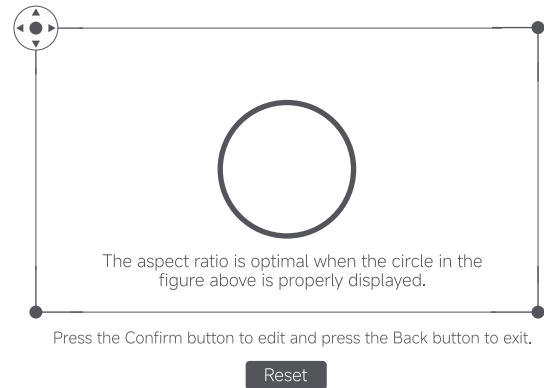 The aspect ratio is optimal when the circle in the
figure above is properly displayed.
Press the Confirm button to edit and press the Back button to exit.
Reset